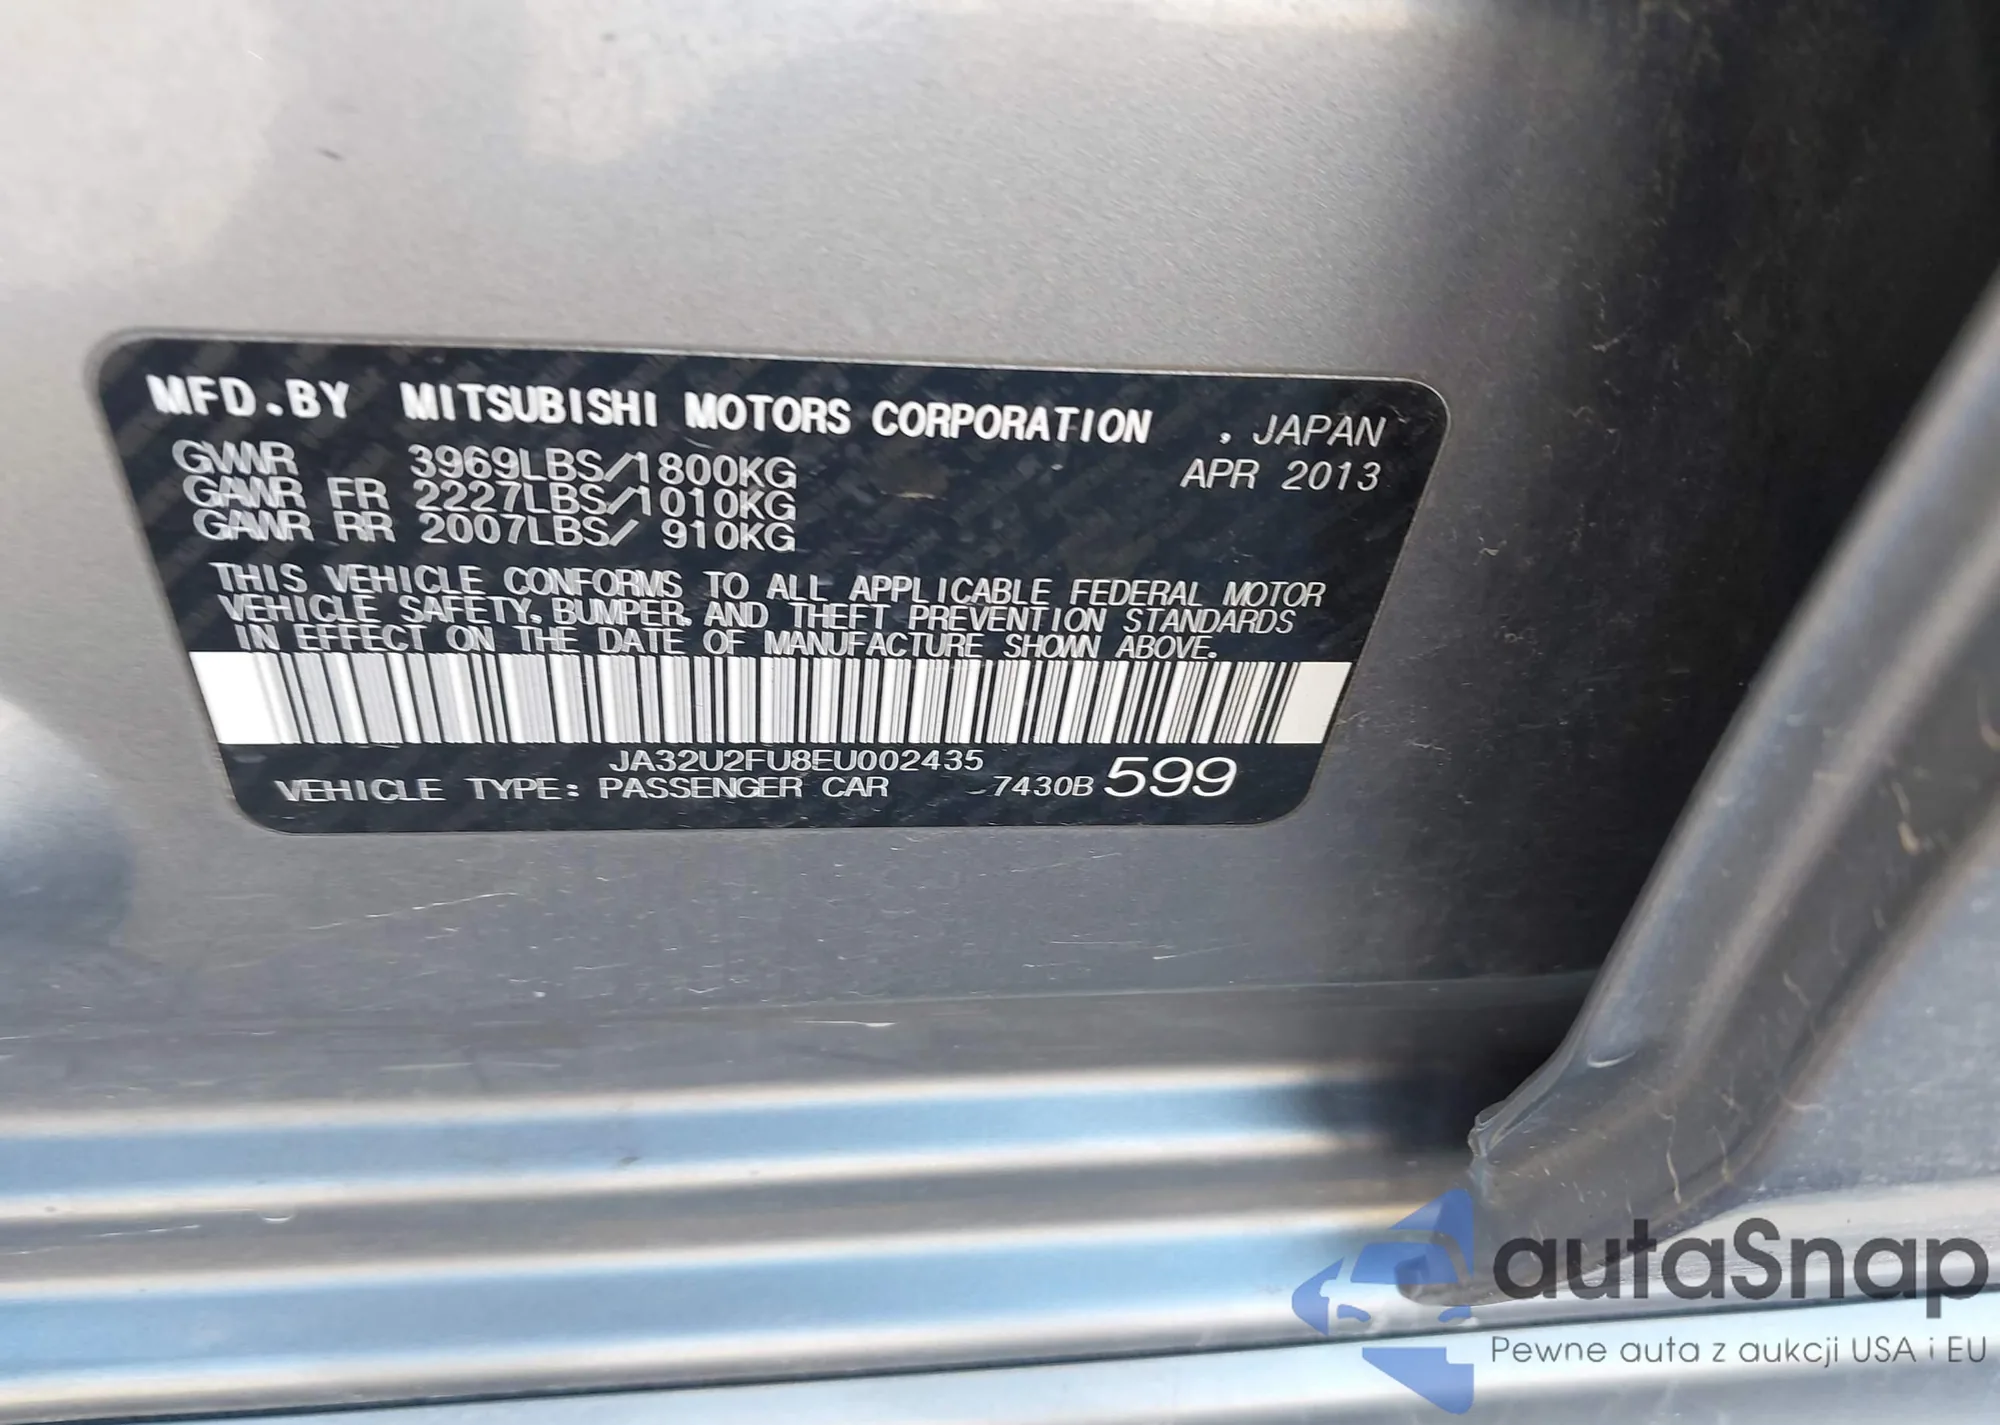 MFD.BY MITSUBISHI MOTORS CORPORATION , JAPAN
GVWR 3969LBS/1800KG APR 2013
GAWR FR 2227LBS/1010KG
GAWR RR 2007LBS/ 910KG
THIS VEHICLE CONFORMS TO ALL APPLICABLE FEDERAL MOTOR
VEHICLE SAFETY, BUMPER, AND THEFT PREVENTION STANDARDS
IN EFFECT ON THE DATE OF MANUFACTURE SHOWN ABOVE.
JA32U2FU8EU002435
VEHICLE TYPE: PASSENGER CAR 7430B 599
autaSnap
Pewne auta z aukcji USA i EU